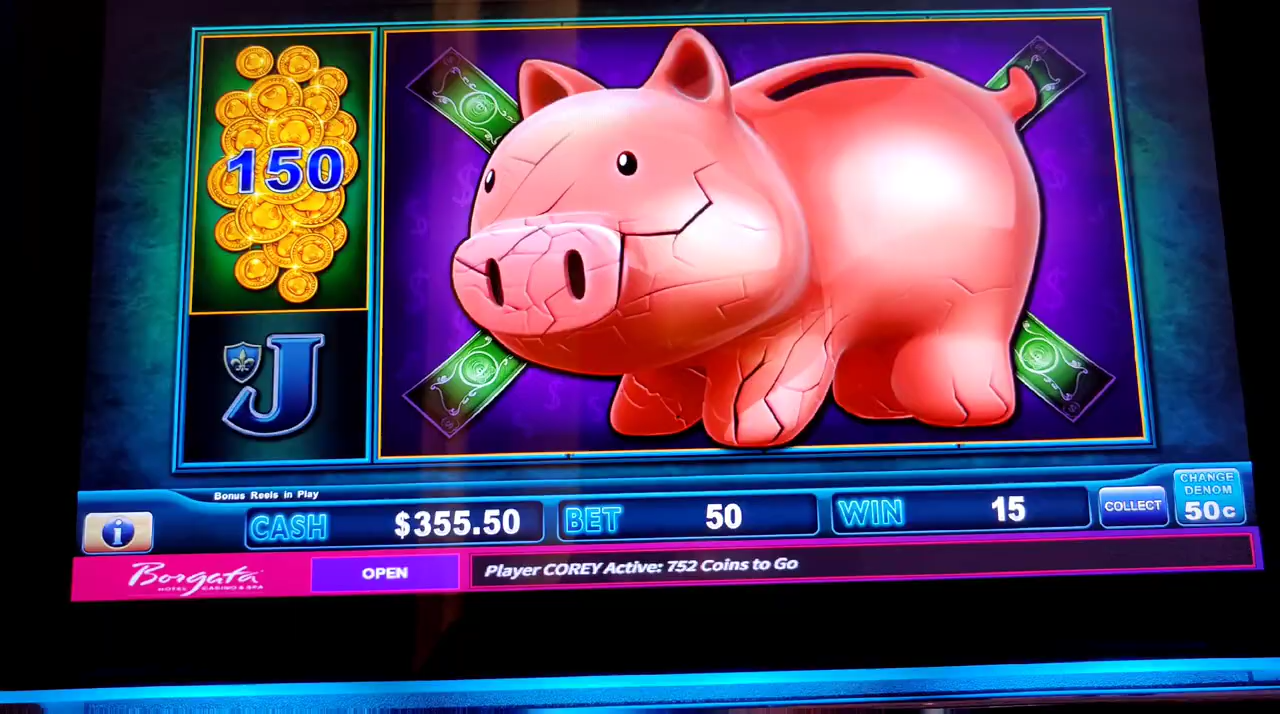 150
J
Bonus Reels in Play
CASH $355.50
BET 50
WIN 15
COLLECT
CHANGE
DENOM
50¢
i
Borgata
HOTEL CASINO & SPA
OPEN
Player COREY Active: 752 Coins to Go